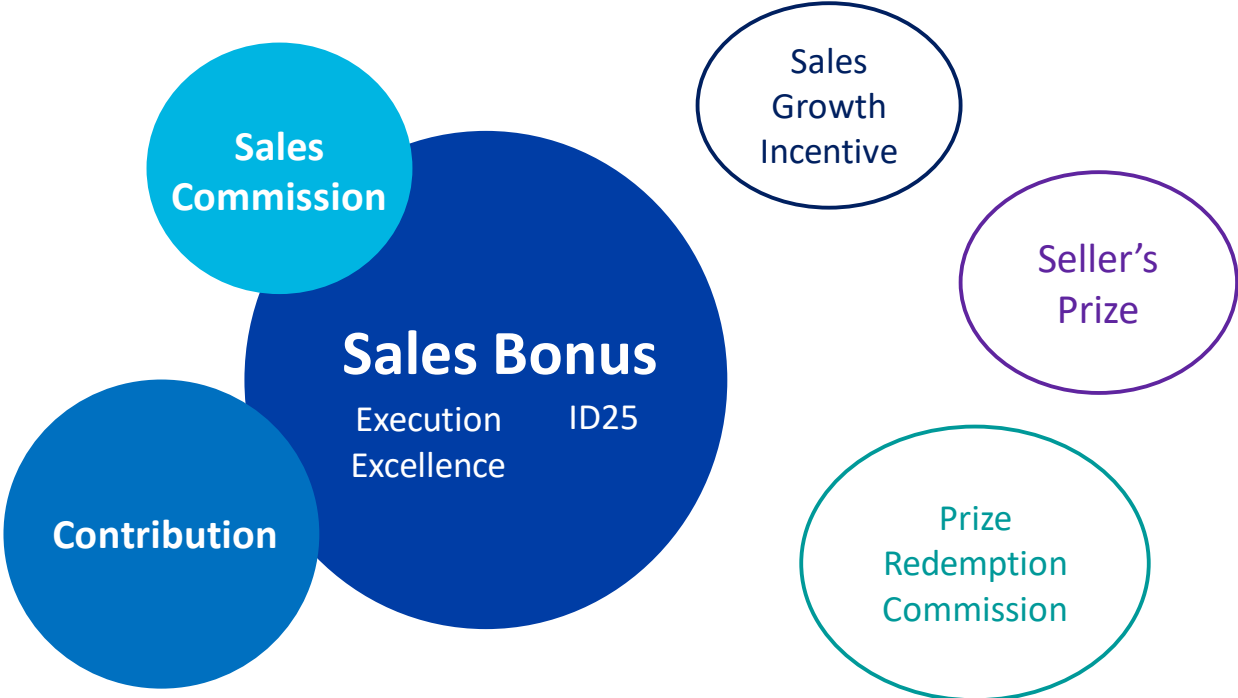 Sales
Commission
Sales Bonus
Execution
Excellence
ID25
Contribution
Sales
Growth
Incentive
Seller’s
Prize
Prize
Redemption
Commission